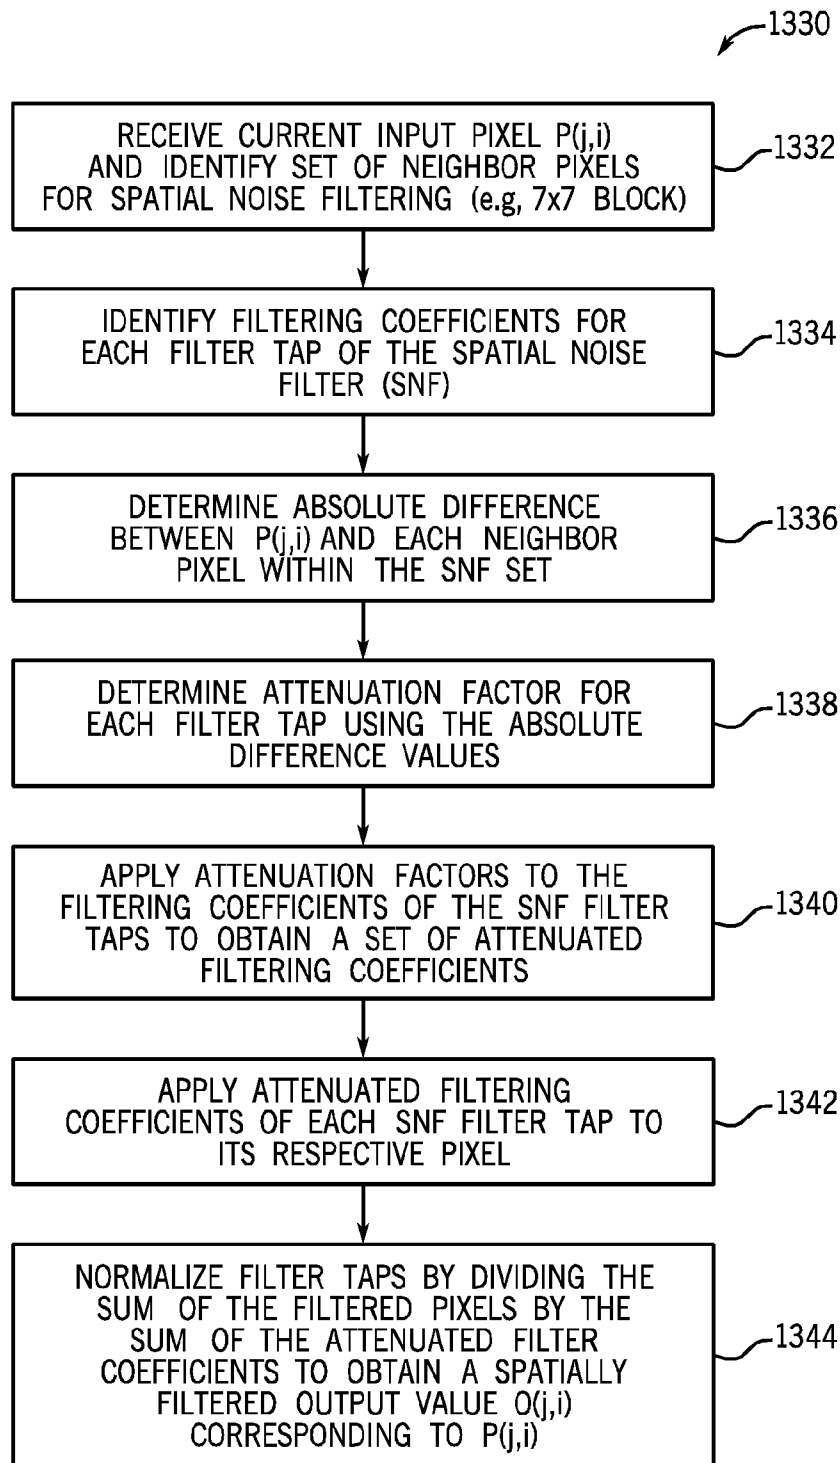 1330
RECEIVE CURRENT INPUT PIXEL P(j,i)
AND IDENTIFY SET OF NEIGHBOR PIXELS
FOR SPATIAL NOISE FILTERING (e.g, 7x7 BLOCK)
1332
IDENTIFY FILTERING COEFFICIENTS FOR
EACH FILTER TAP OF THE SPATIAL NOISE
FILTER (SNF)
1334
DETERMINE ABSOLUTE DIFFERENCE
BETWEEN P(j,i) AND EACH NEIGHBOR
PIXEL WITHIN THE SNF SET
1336
DETERMINE ATTENUATION FACTOR FOR
EACH FILTER TAP USING THE ABSOLUTE
DIFFERENCE VALUES
1338
APPLY ATTENUATION FACTORS TO THE
FILTERING COEFFICIENTS OF THE SNF FILTER
TAPS TO OBTAIN A SET OF ATTENUATED
FILTERING COEFFICIENTS
1340
APPLY ATTENUATED FILTERING
COEFFICIENTS OF EACH SNF FILTER TAP TO
ITS RESPECTIVE PIXEL
1342
NORMALIZE FILTER TAPS BY DIVIDING THE
SUM OF THE FILTERED PIXELS BY THE
SUM OF THE ATTENUATED FILTER
COEFFICIENTS TO OBTAIN A SPATIALLY
FILTERED OUTPUT VALUE O(j,i)
CORRESPONDING TO P(j,i)
1344